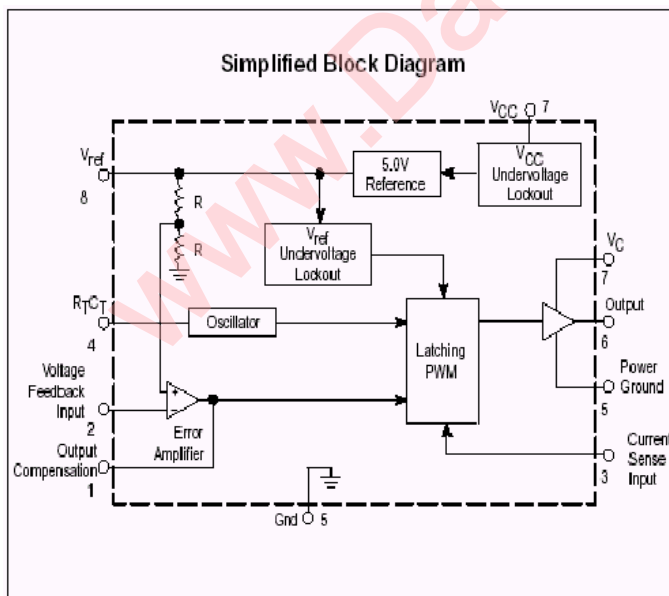 www.Da
Simplified Block Diagram
VCC 7
Vref
8
R
R
5.0V
Reference
VCC
Undervoltage
Lockout
Vref
Undervoltage
Lockout
VC
7
RTCT
4
Oscillator
Latching
PWM
Output
6
Voltage
Feedback
Input
2
+
−
Error
Amplifier
Power
Ground
5
Output
Compensation
1
Current
Sense
Input
3
Gnd 5